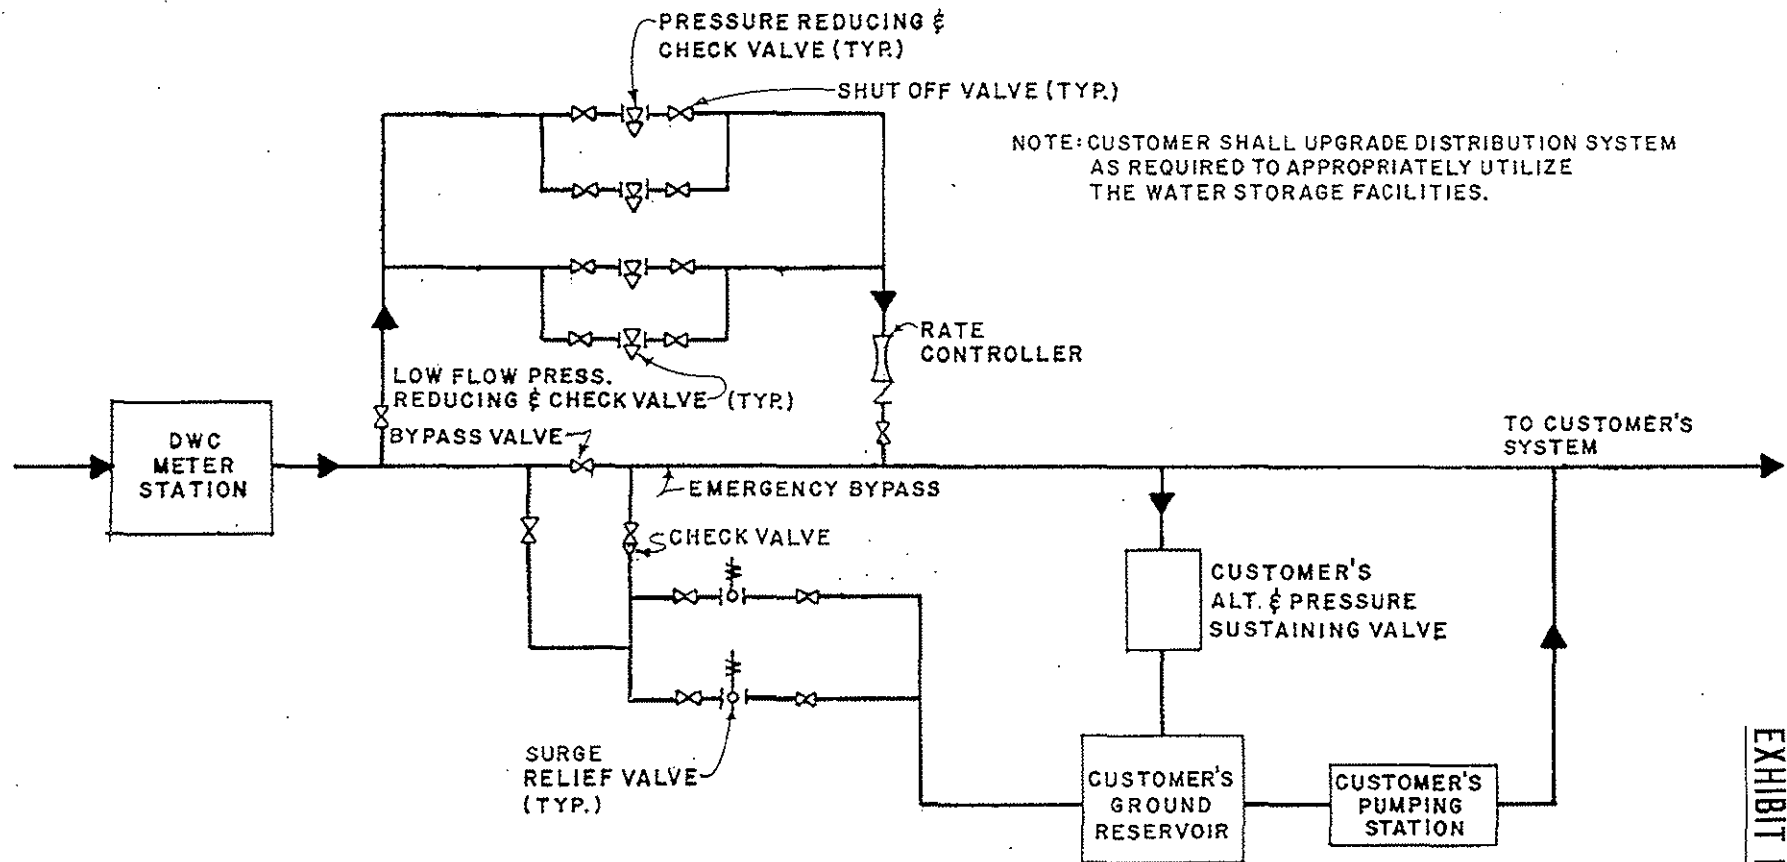 PRESSURE REDUCING &
CHECK VALVE (TYP.)
SHUT OFF VALVE (TYP.)
NOTE: CUSTOMER SHALL UPGRADE DISTRIBUTION SYSTEM
AS REQUIRED TO APPROPRIATELY UTILIZE
THE WATER STORAGE FACILITIES.
RATE
CONTROLLER
LOW FLOW PRESS.
REDUCING & CHECK VALVE (TYP.)
BYPASS VALVE
DWC
METER
STATION
TO CUSTOMER'S
SYSTEM
EMERGENCY BYPASS
CHECK VALVE
CUSTOMER'S
ALT. & PRESSURE
SUSTAINING VALVE
SURGE
RELIEF VALVE
(TYP.)
CUSTOMER'S
GROUND
RESERVOIR
CUSTOMER'S
PUMPING
STATION
EXHIBIT